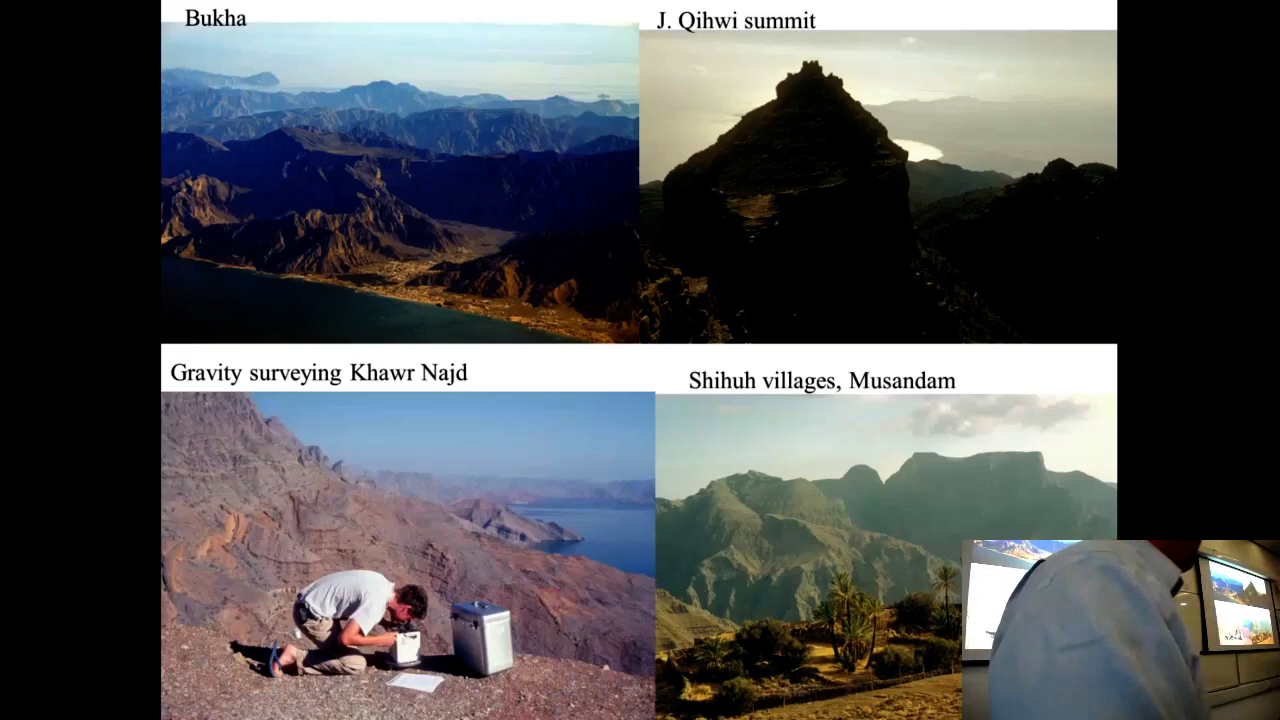 Bukha
J. Qihwi summit
Gravity surveying Khawr Najd
Shihuh villages, Musandam